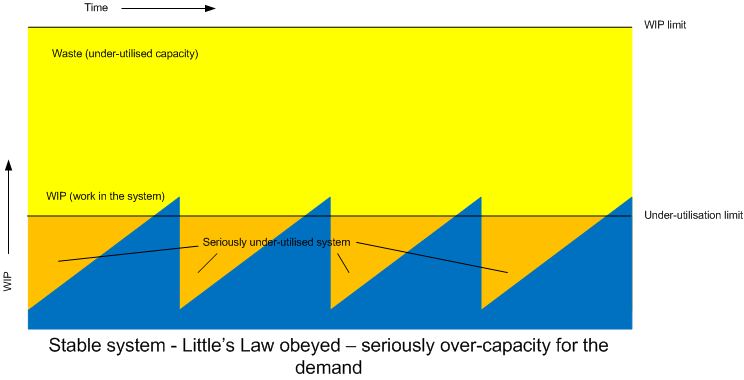 Time
WIP limit
Waste (under-utilised capacity)
WIP (work in the system)
Under-utilisation limit
Seriously under-utilised system
WIP
Stable system - Little’s Law obeyed – seriously over-capacity for the
demand